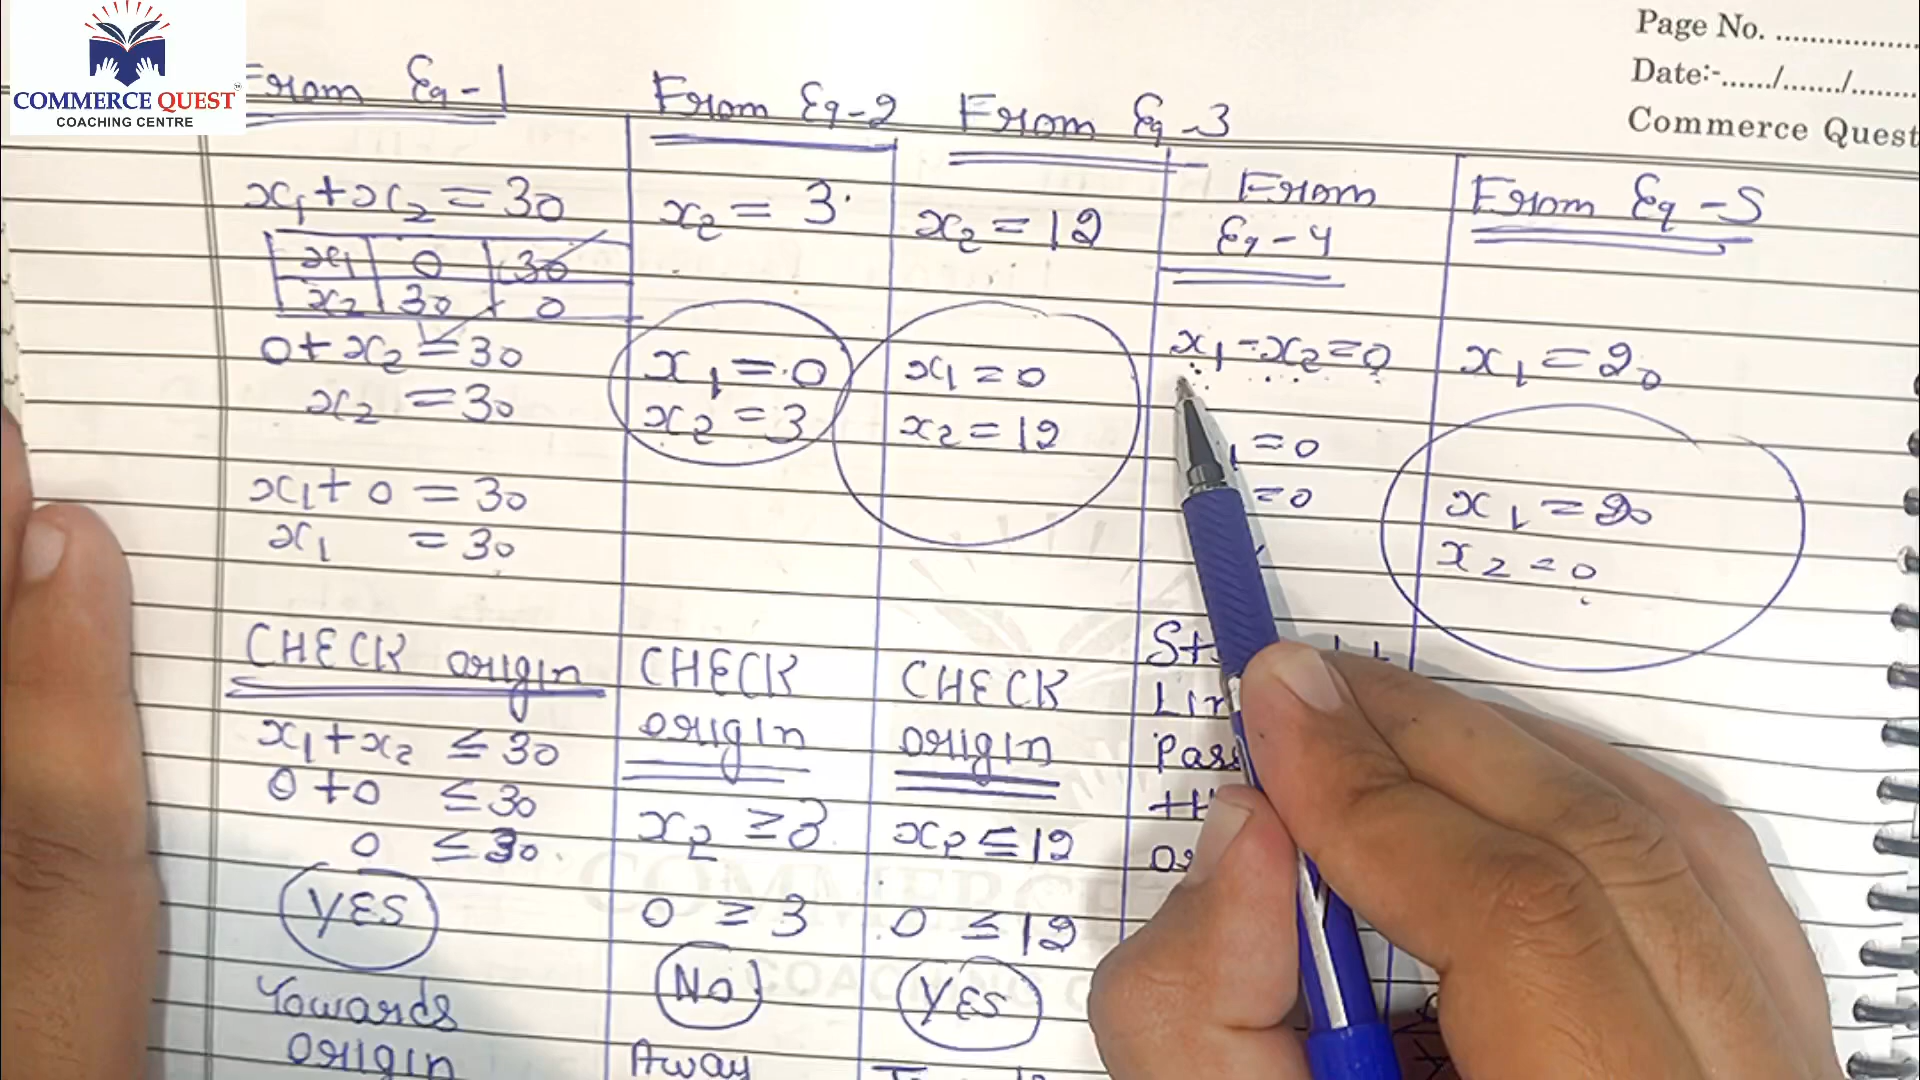 COMMERCE QUEST
COACHING CENTRE
Page No. ................
Date:-....../......./........
Commerce Quest
From Eq-1
x₁+x₂ = 30
x₁ 0 30
x₂ 30 0
0+x₂ = 30
x₂ = 30
x₁+0 = 30
x₁ = 30
CHECK origin
x₁+x₂ ≤ 30
0+0 ≤ 30
0 ≤ 30
YES
Towards
origin
From Eq-2
x₂ = 3
x₁ = 0
x₂ = 3
CHECK
origin
x₂ ≥ 3
0 ≥ 3
No
Away
From Eq-3
x₂ = 12
x₁ = 0
x₂ = 12
CHECK
origin
x₂ ≤ 12
0 ≤ 12
YES
From
Eq-4
x₁-x₂=0
=0
=0
Pass
From Eq-5
x₁ = 20
x₁ = 20
x₂ = 0